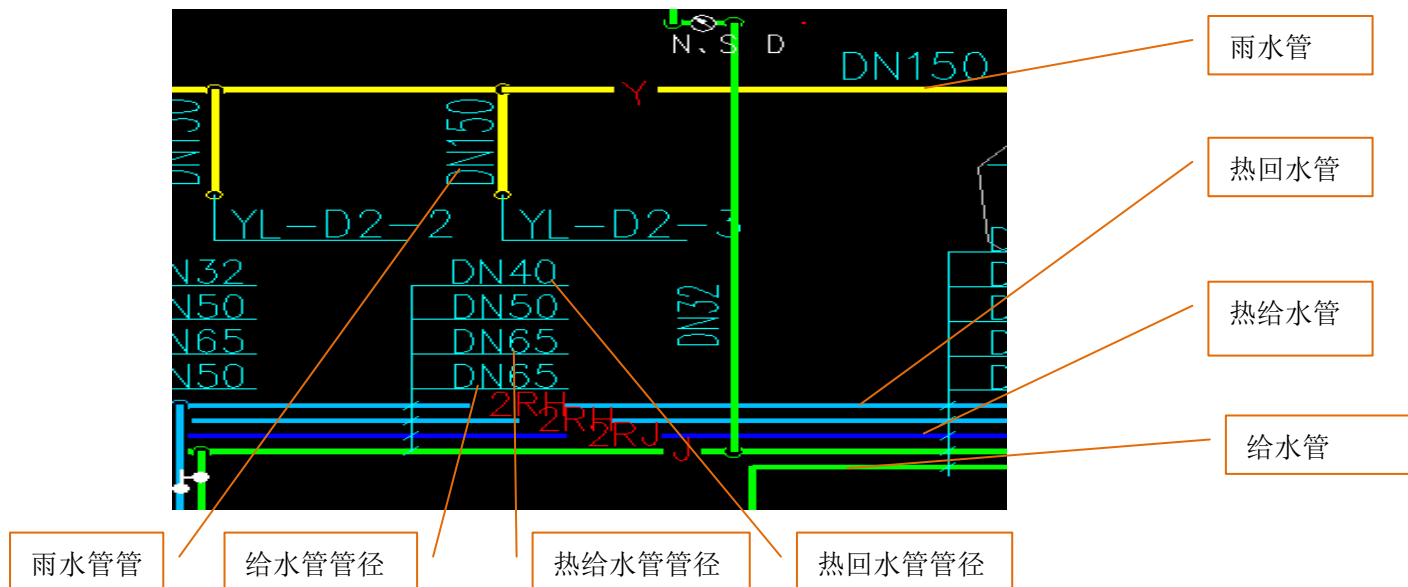 N、S D
DN150
雨水管
Y
DN150
DN150
热回水管
YL-D2-2
YL-D2-3
N32
DN40
N50
DN50
DN32
热给水管
N65
DN65
N50
DN65
2RH
2RH
2RJ
J
给水管
雨水管管
给水管管径
热给水管管径
热回水管管径